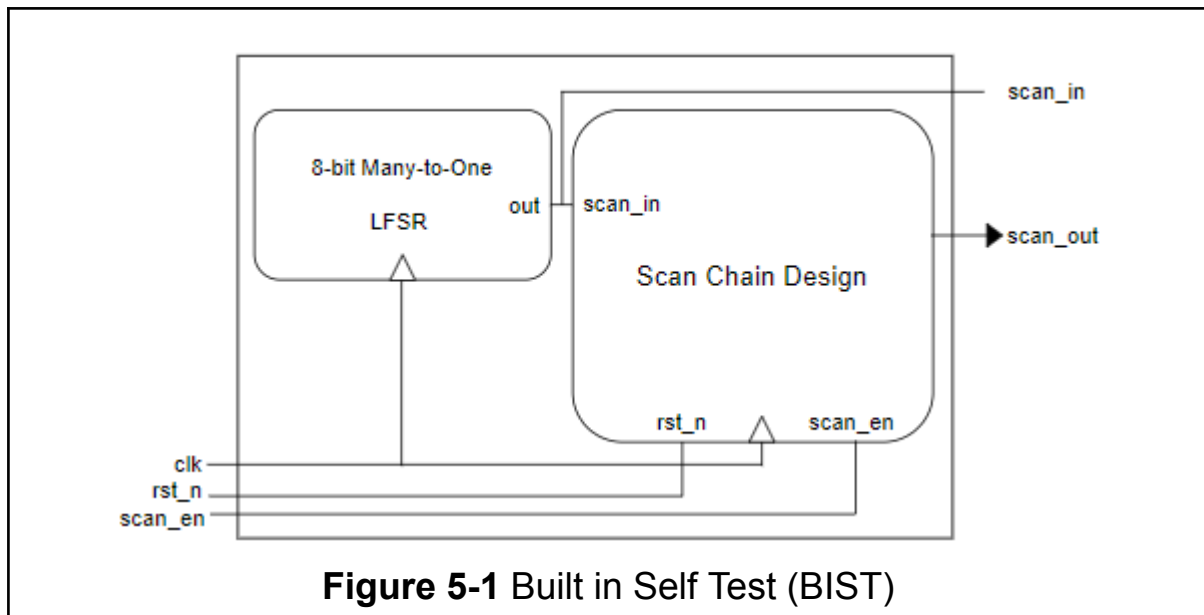 scan_in
8-bit Many-to-One
LFSR
out
scan_in
scan_out
Scan Chain Design
rst_n
scan_en
clk
rst_n
scan_en
Figure 5-1 Built in Self Test (BIST)